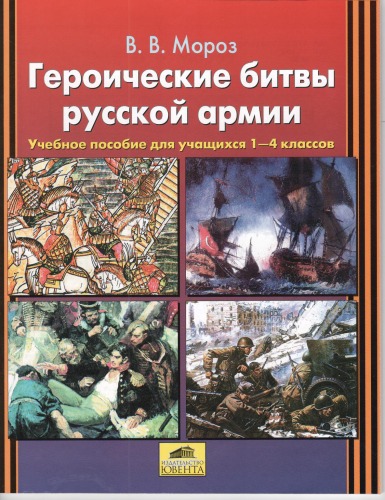 В. В. Мороз
Героические битвы
русской армии
Учебное пособие для учащихся 1—4 классов
ИЗДАТЕЛЬСТВО
ЮВЕНТА